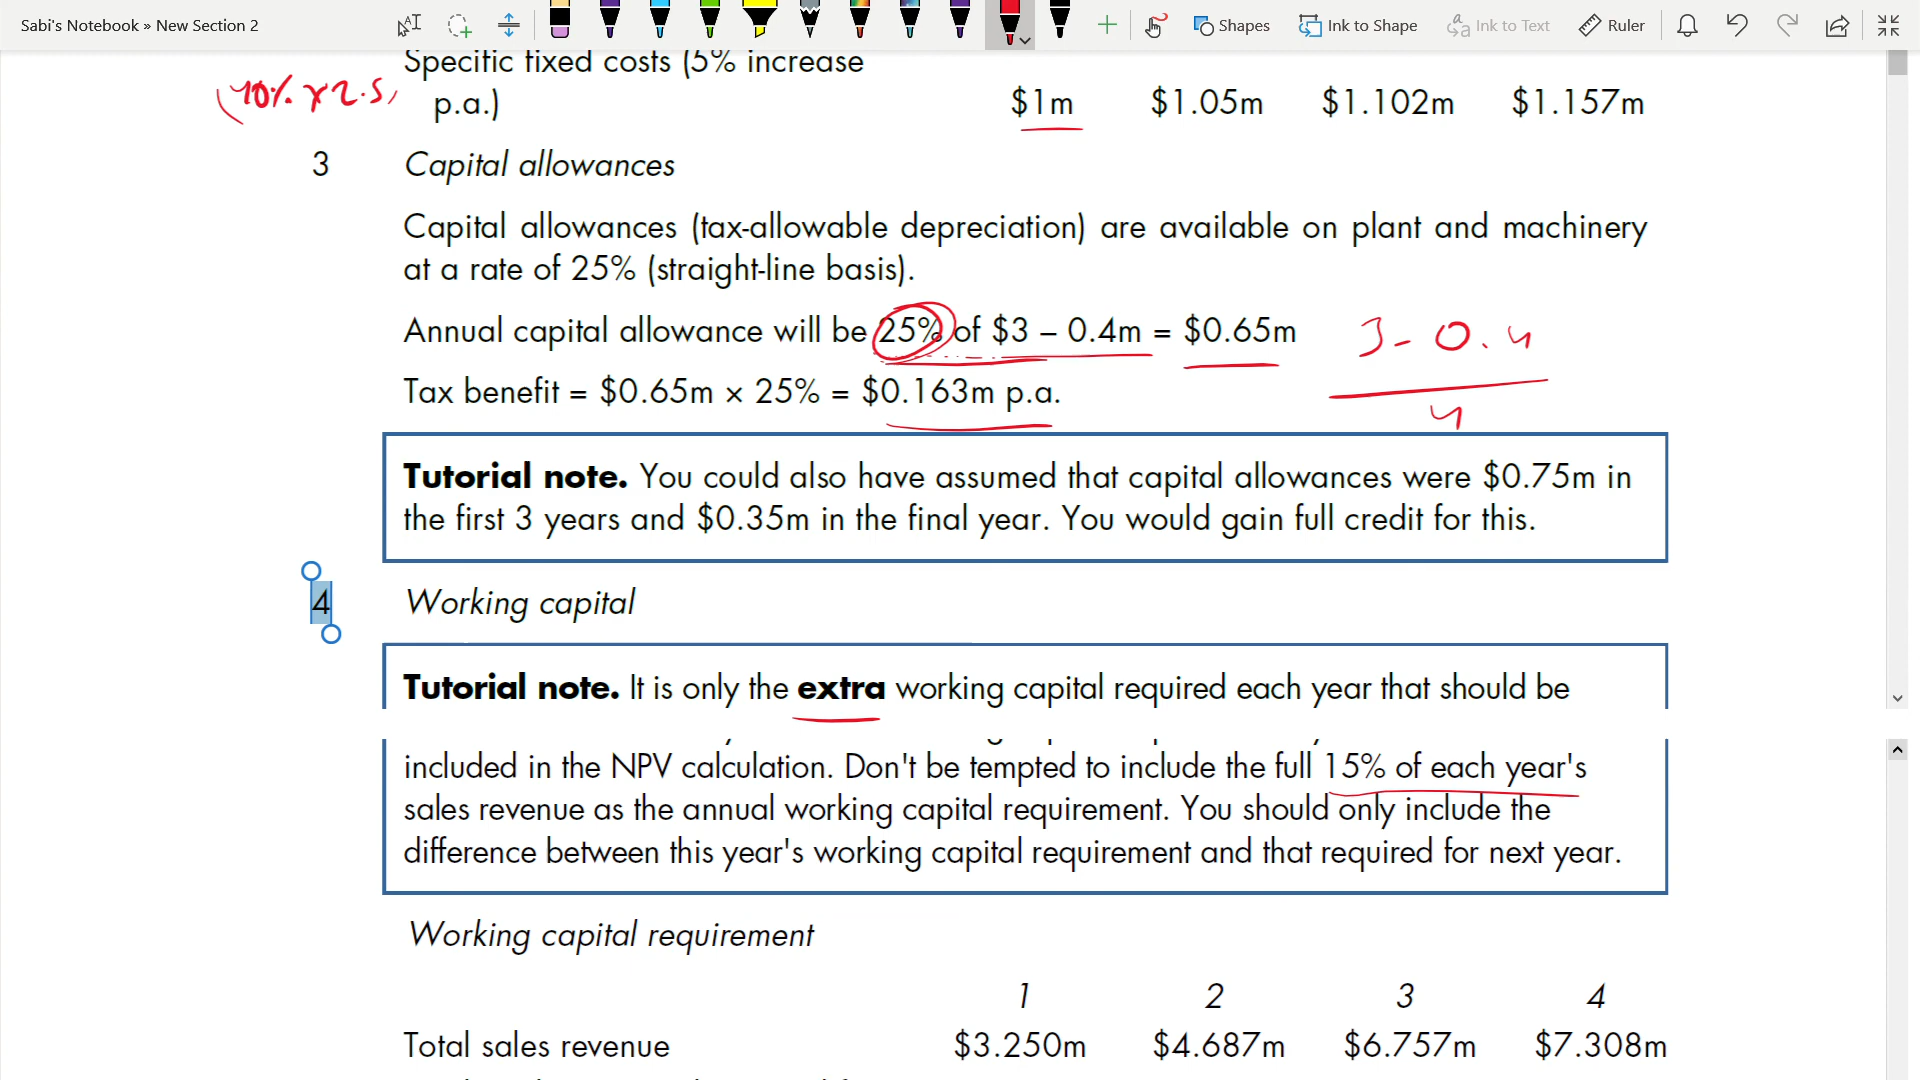 Sabi's Notebook » New Section 2
Shapes
Ink to Shape
Ink to Text
Ruler
Specific fixed costs (5% increase
p.a.) $1m $1.05m $1.102m $1.157m
(40% x 2.5)
3 Capital allowances
Capital allowances (tax-allowable depreciation) are available on plant and machinery
at a rate of 25% (straight-line basis).
Annual capital allowance will be 25% of $3 – 0.4m = $0.65m
3 - 0.4
4
Tax benefit = $0.65m × 25% = $0.163m p.a.
Tutorial note. You could also have assumed that capital allowances were $0.75m in
the first 3 years and $0.35m in the final year. You would gain full credit for this.
4 Working capital
Tutorial note. It is only the extra working capital required each year that should be
included in the NPV calculation. Don't be tempted to include the full 15% of each year's
sales revenue as the annual working capital requirement. You should only include the
difference between this year's working capital requirement and that required for next year.
Working capital requirement
1 2 3 4
Total sales revenue $3.250m $4.687m $6.757m $7.308m